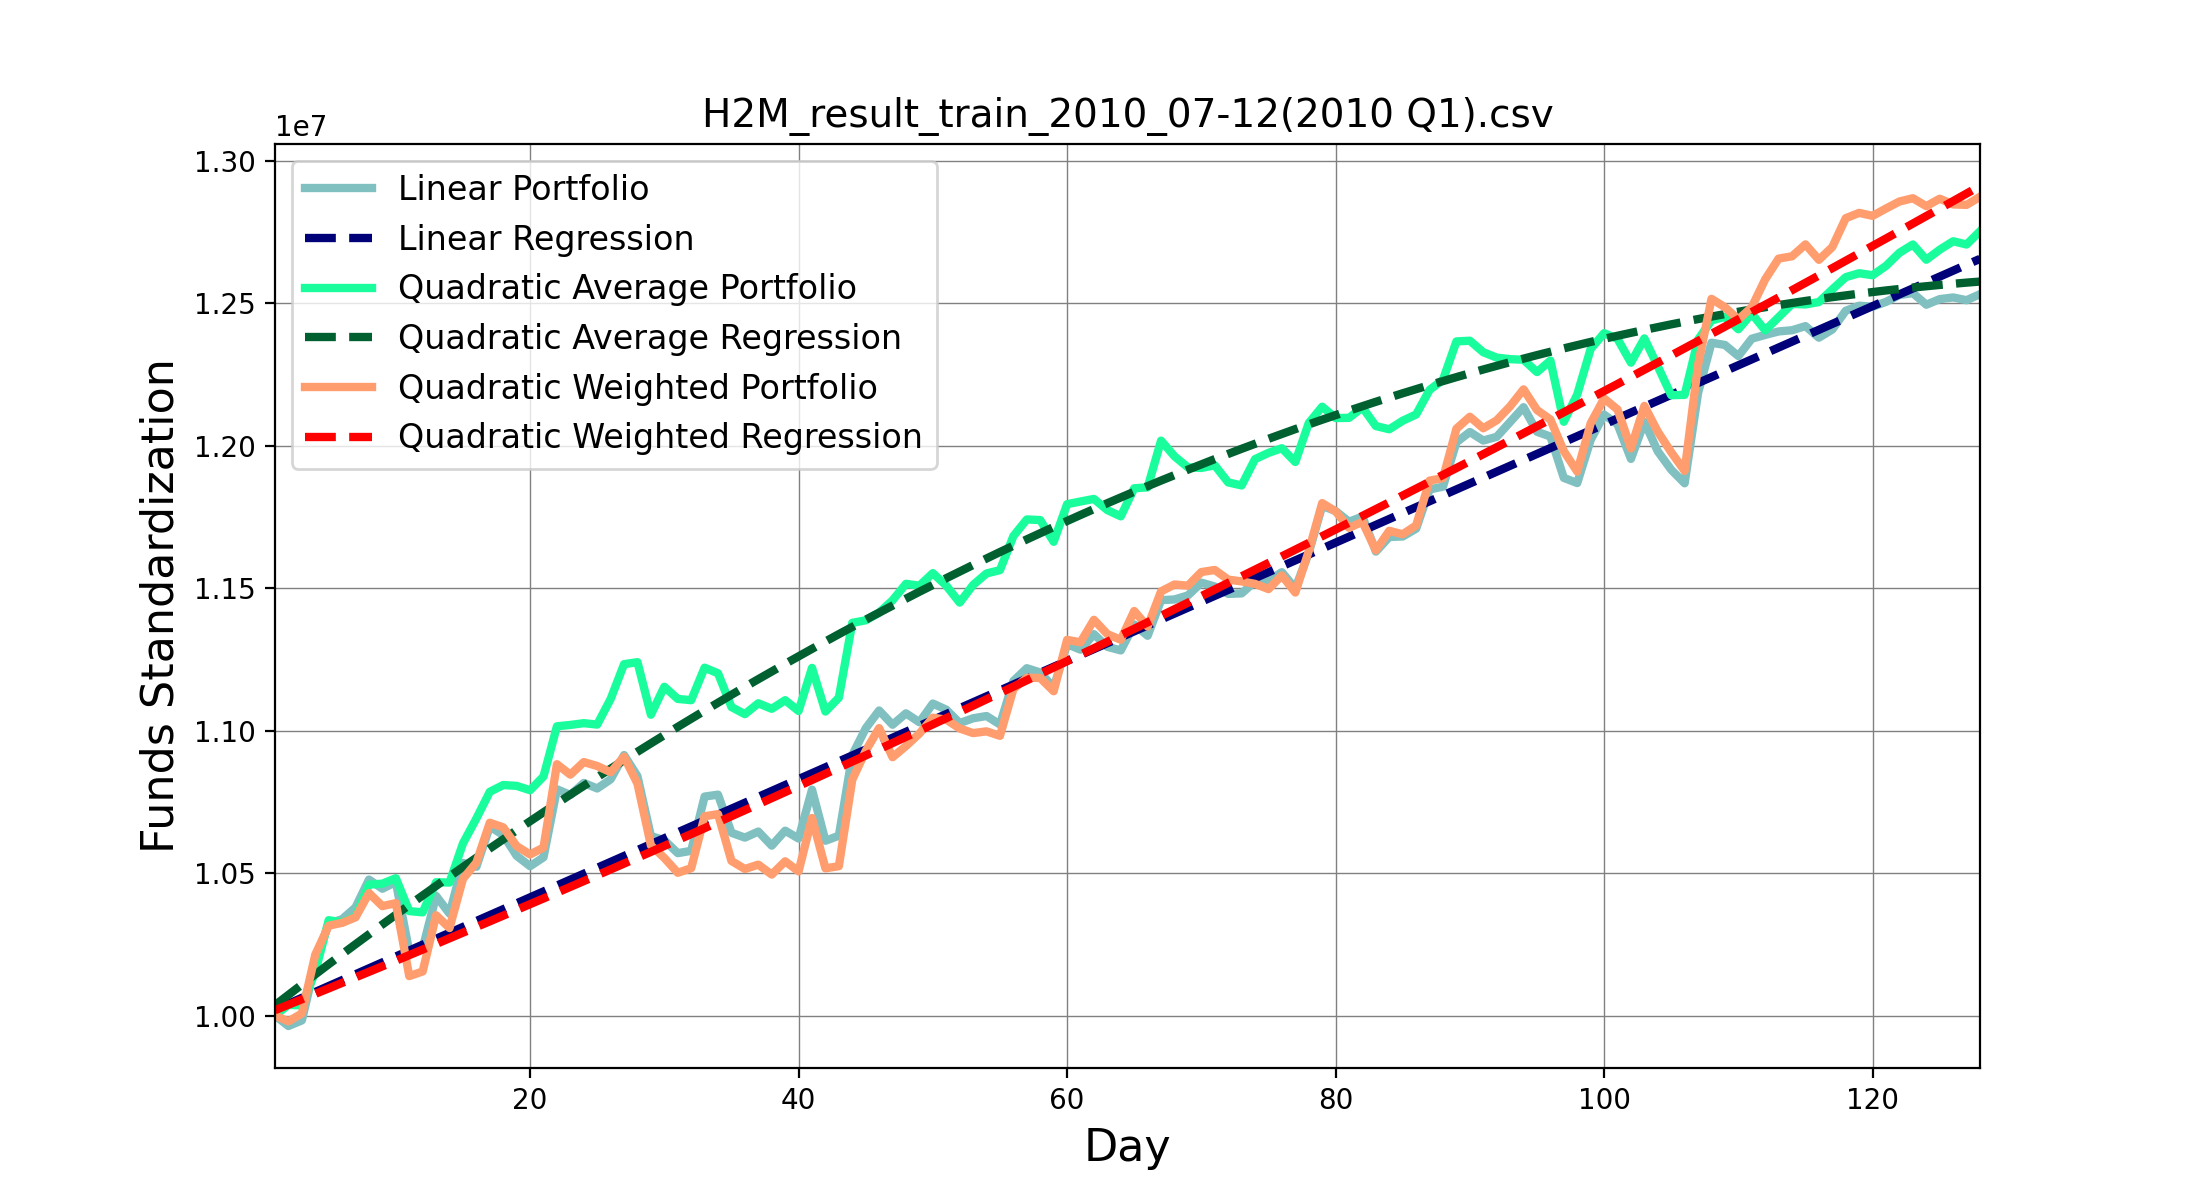 H2M_result_train_2010_07-12(2010 Q1).csv
1e7
1.30
1.25
1.20
1.15
1.10
1.05
1.00
Funds Standardization
Linear Portfolio
Linear Regression
Quadratic Average Portfolio
Quadratic Average Regression
Quadratic Weighted Portfolio
Quadratic Weighted Regression
20 40 60 80 100 120
Day